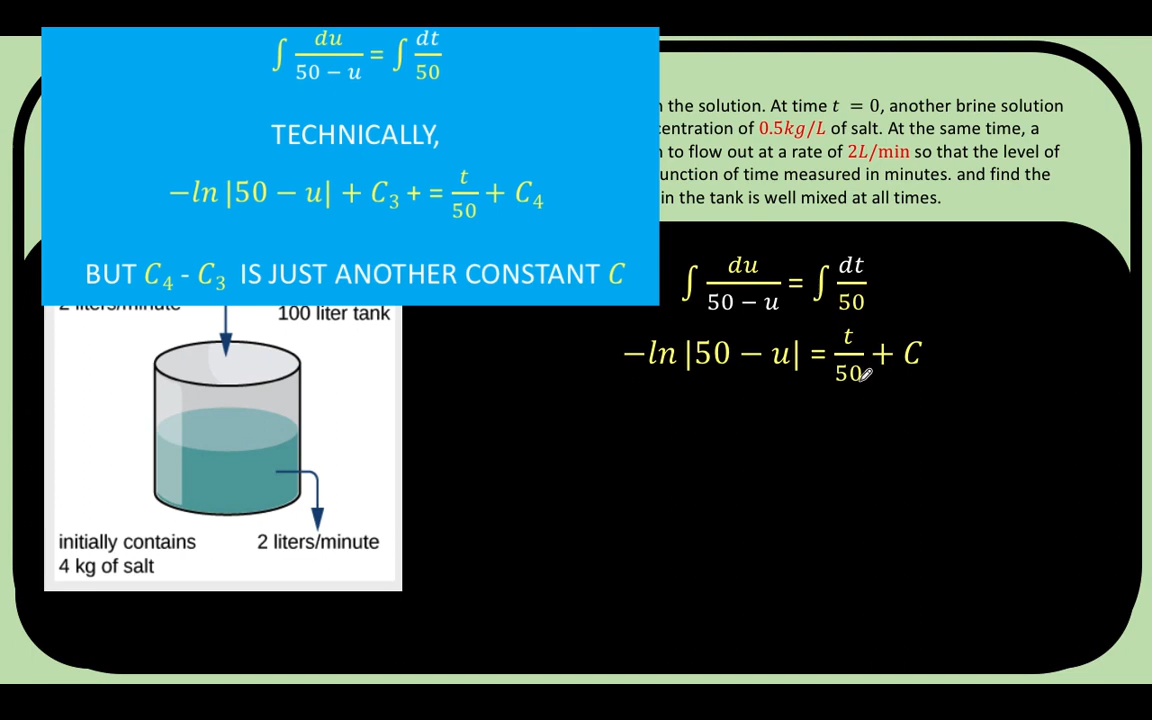 ∫ du/(50 − u) = ∫ dt/50
TECHNICALLY,
−ln |50 − u| + C₃ + = t/50 + C₄
BUT C₄ - C₃ IS JUST ANOTHER CONSTANT C
the solution. At time t = 0, another brine solution
of 0.5kg/L of salt. At the same time, a
to flow out at a rate of 2L/min so that the level of
of time measured in minutes. and find the
in the tank is well mixed at all times.
∫ du/(50 − u) = ∫ dt/50
−ln |50 − u| = t/50 + C
2 liters/minute
100 liter tank
initially contains
4 kg of salt
2 liters/minute